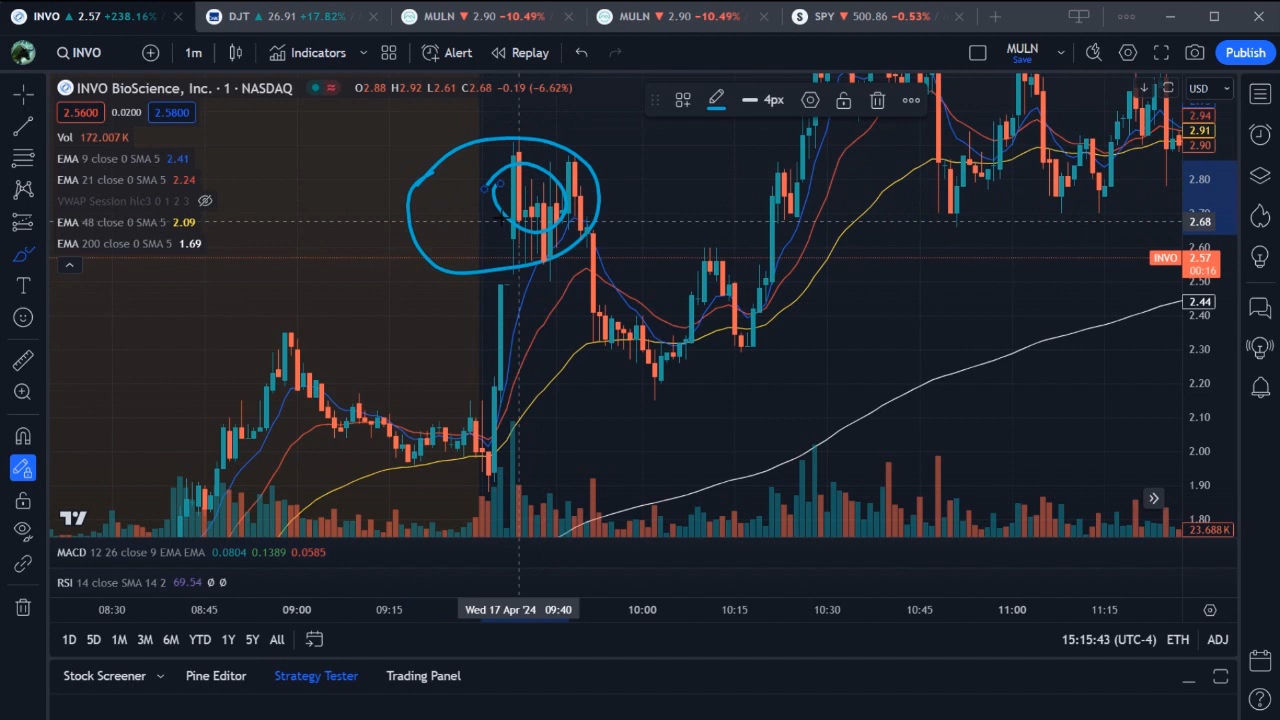 INVO ▲ 2.57 +238.16%
DJT ▲ 26.91 +17.82%
MULN ▼ 2.90 −10.49%
MULN ▼ 2.90 −10.49%
S SPY ▼ 500.86 −0.53%
INVO
1m
Indicators
Alert
Replay
MULN
Save
Publish
INVO BioScience, Inc. · 1 · NASDAQ
O2.88 H2.92 L2.61 C2.68 −0.19 (−6.62%)
4px
USD
2.5600 0.0200 2.5800
Vol 172.007K
EMA 9 close 0 SMA 5 2.41
EMA 21 close 0 SMA 5 2.24
VWAP Session hlc3 0 1 2 3
EMA 48 close 0 SMA 5 2.09
EMA 200 close 0 SMA 5 1.69
2.94
2.91
2.90
2.80
2.68
2.60
INVO 2.57
00:16
2.50
2.44
2.40
2.30
2.20
2.10
2.00
1.90
1.80
23.688K
MACD 12 26 close 9 EMA EMA 0.0804 0.1389 0.0585
RSI 14 close SMA 14 2 69.54 Ø Ø
08:30 08:45 09:00 09:15 Wed 17 Apr '24 09:40 10:00 10:15 10:30 10:45 11:00 11:15
1D 5D 1M 3M 6M YTD 1Y 5Y All
15:15:43 (UTC-4) ETH ADJ
Stock Screener Pine Editor Strategy Tester Trading Panel